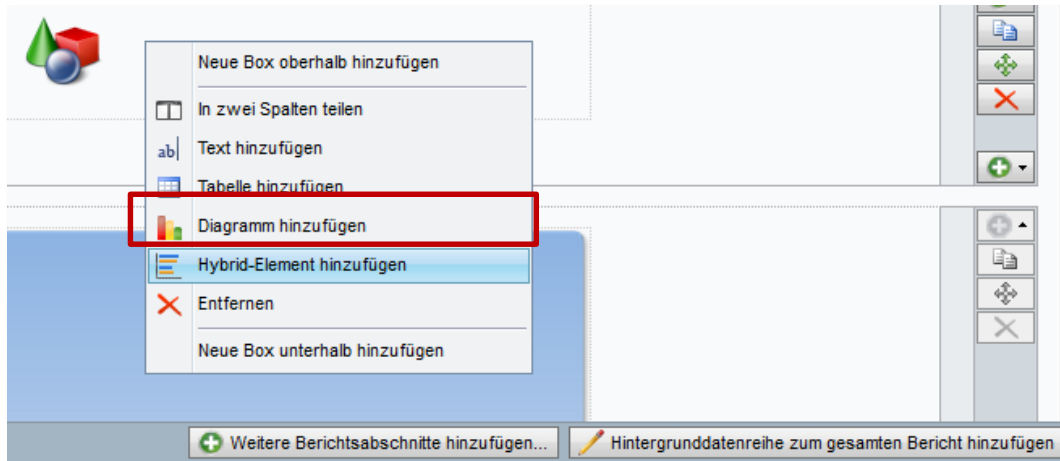 Neue Box oberhalb hinzufügen
In zwei Spalten teilen
ab Text hinzufügen
Tabelle hinzufügen
Diagramm hinzufügen
Hybrid-Element hinzufügen
Entfernen
Neue Box unterhalb hinzufügen
Weitere Berichtsabschnitte hinzufügen... Hintergrunddatenreihe zum gesamten Bericht hinzufügen